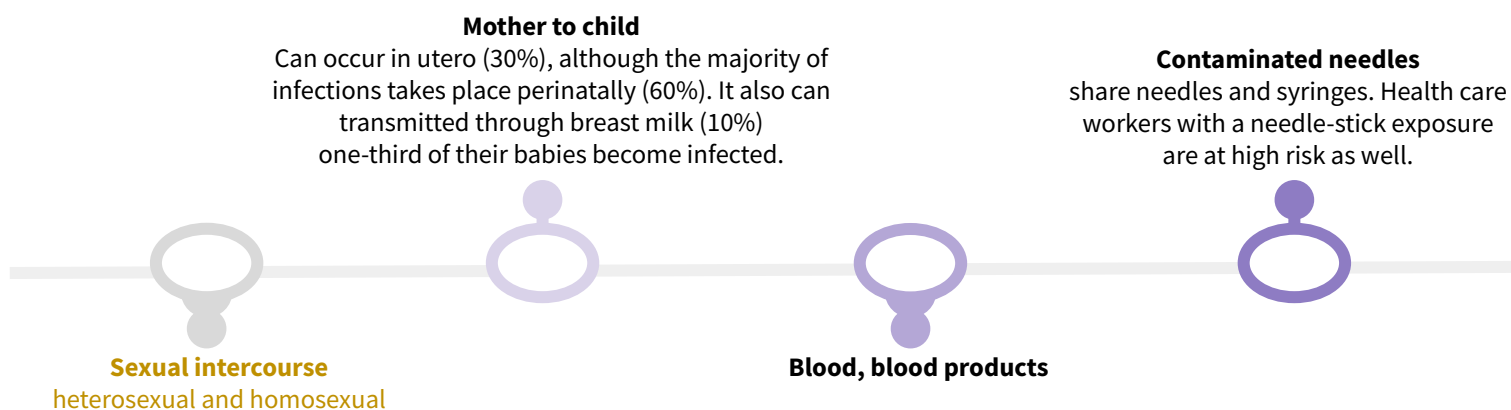 Mother to child
Can occur in utero (30%), although the majority of
infections takes place perinatally (60%). It also can
transmitted through breast milk (10%)
one-third of their babies become infected.
Contaminated needles
share needles and syringes. Health care
workers with a needle-stick exposure
are at high risk as well.
Sexual intercourse
heterosexual and homosexual
Blood, blood products